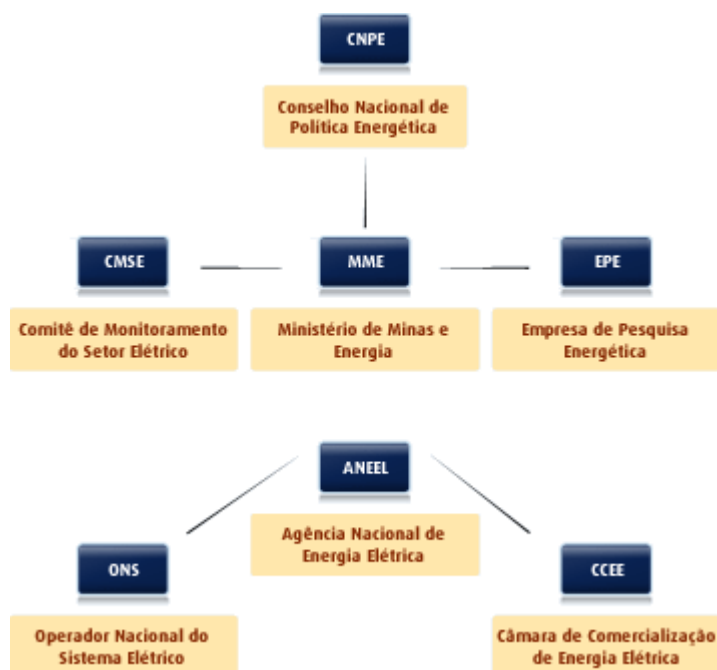 CNPE
Conselho Nacional de
Política Energética
CMSE
MME
EPE
Comitê de Monitoramento
do Setor Elétrico
Ministério de Minas e
Energia
Empresa de Pesquisa
Energética
ANEEL
Agência Nacional de
Energia Elétrica
ONS
CCEE
Operador Nacional do
Sistema Elétrico
Câmara de Comercialização
de Energia Elétrica